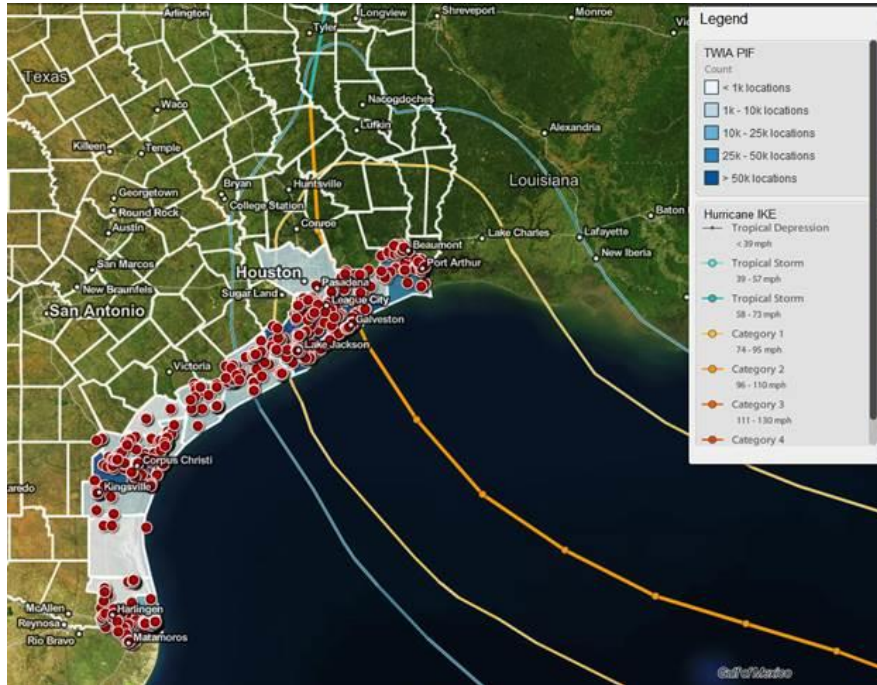 Arlington
Longview
Shreveport
Monroe
Tyler
Texas
Nacogdoches
Waco
Lufkin
Alexandria
Killeen
Temple
Louisiana
Bryan
Huntsville
Georgetown
College Station
Round Rock
Conroe
Baton
Austin
Lake Charles
Lafayette
Beaumont
New Iberia
San Marcos
Houston
Port Arthur
Pasadena
New Braunfels
Sugar Land
League City
San Antonio
Galveston
Lake Jackson
Victoria
Corpus Christi
Kingsville
McAllen
Harlingen
Reynosa
Rio Bravo
Matamoros
Gulf of Mexico
Legend
TWIA PIF
Count
< 1k locations
1k - 10k locations
10k - 25k locations
25k - 50k locations
> 50k locations
Hurricane IKE
Tropical Depression
< 39 mph
Tropical Storm
39 - 57 mph
Tropical Storm
58 - 73 mph
Category 1
74 - 95 mph
Category 2
96 - 110 mph
Category 3
111 - 130 mph
Category 4